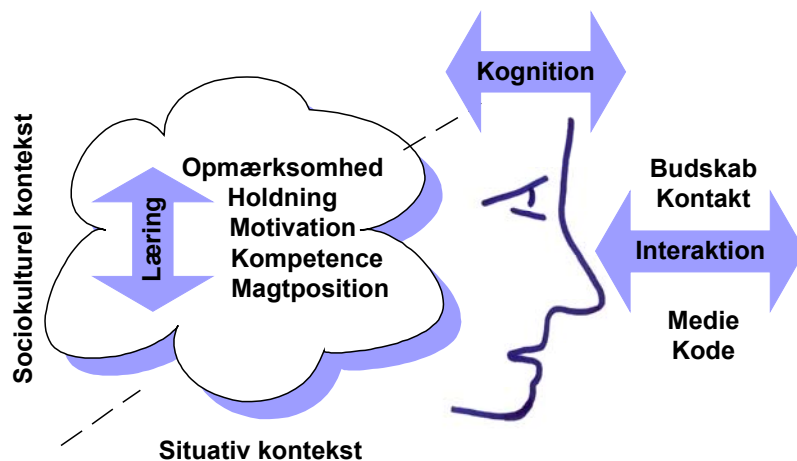 Kognition
Sociokulturel kontekst
Læring
Opmærksomhed
Holdning
Motivation
Kompetence
Magtposition
Budskab
Kontakt
Interaktion
Medie
Kode
Situativ kontekst